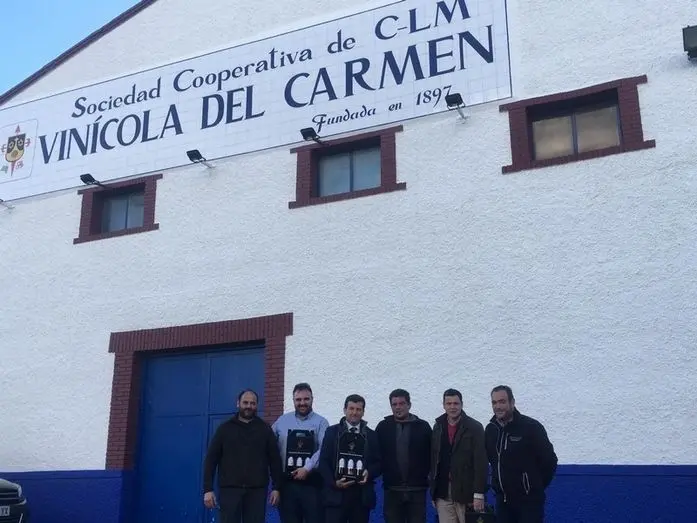 Sociedad Cooperativa de C-LM
VINÍCOLA DEL CARMEN
Fundada en 1897